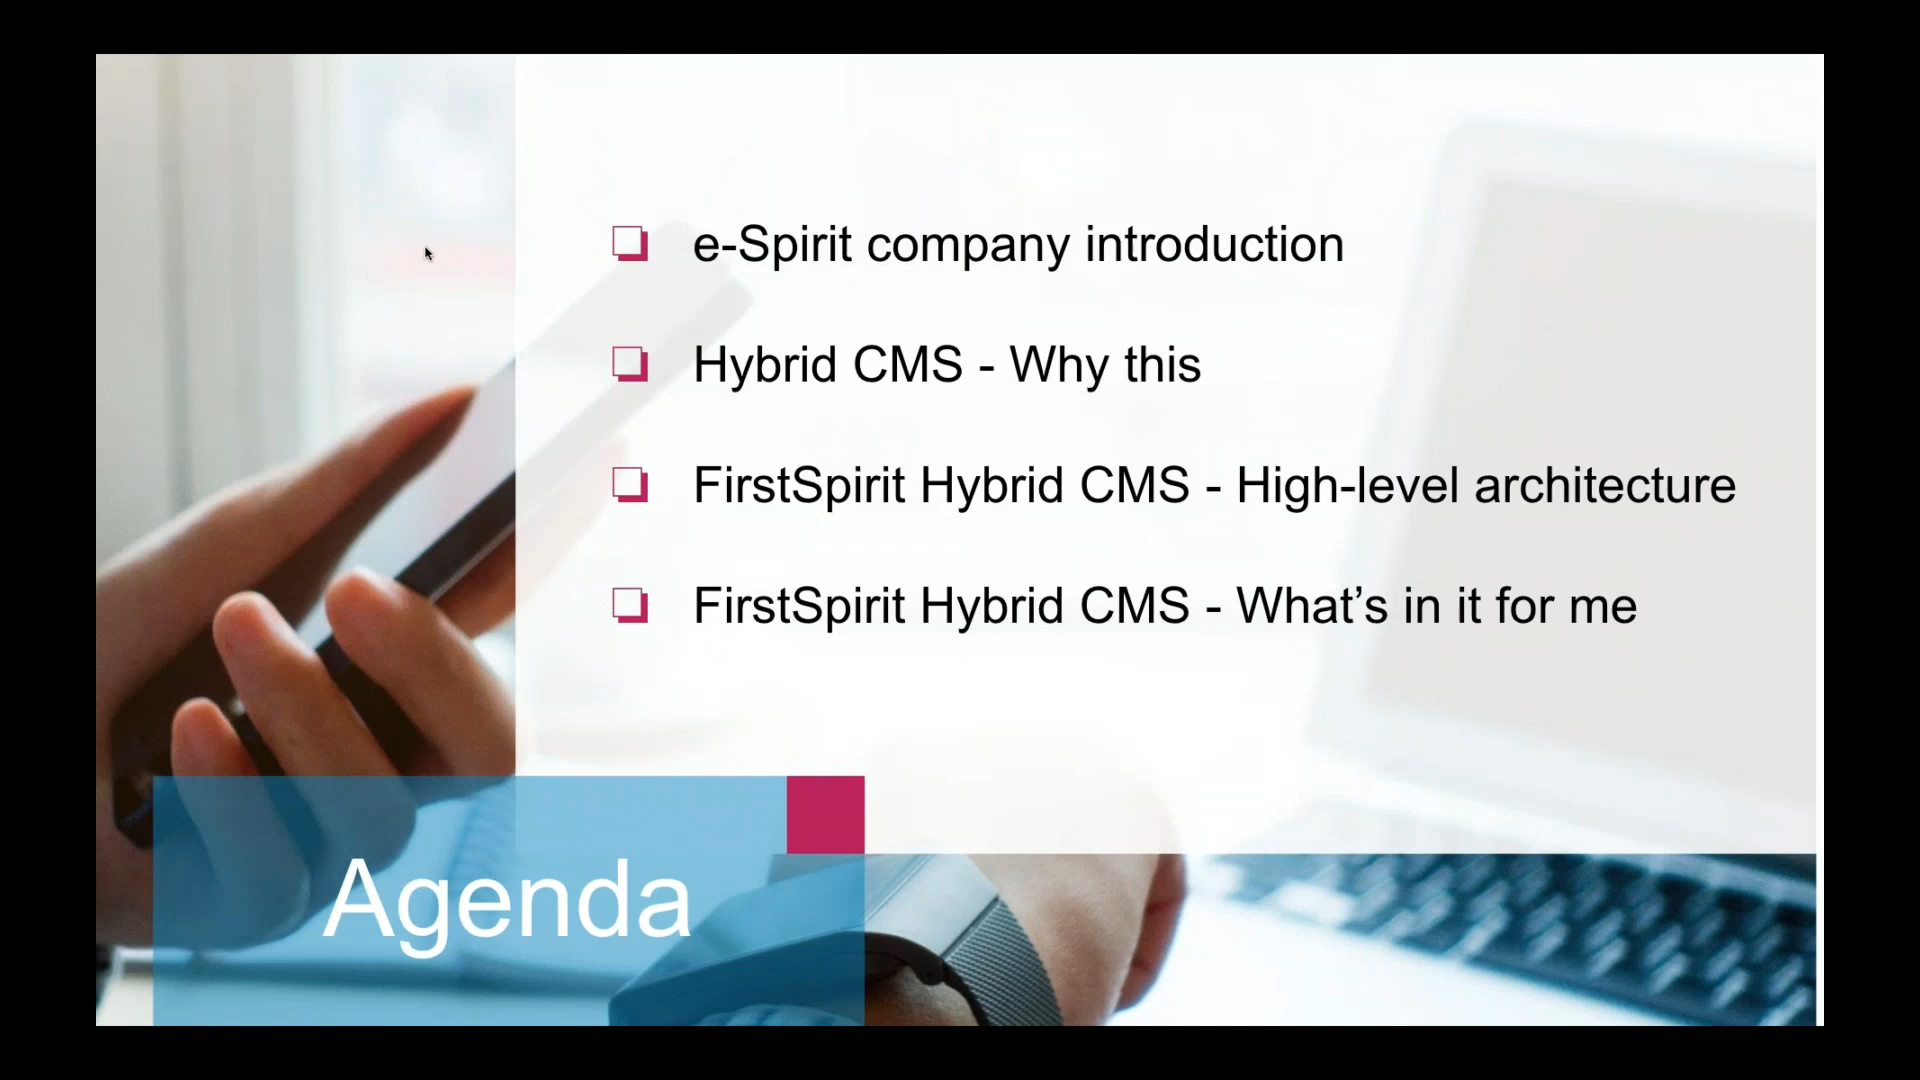 e-Spirit company introduction
Hybrid CMS - Why this
FirstSpirit Hybrid CMS - High-level architecture
FirstSpirit Hybrid CMS - What’s in it for me
Agenda